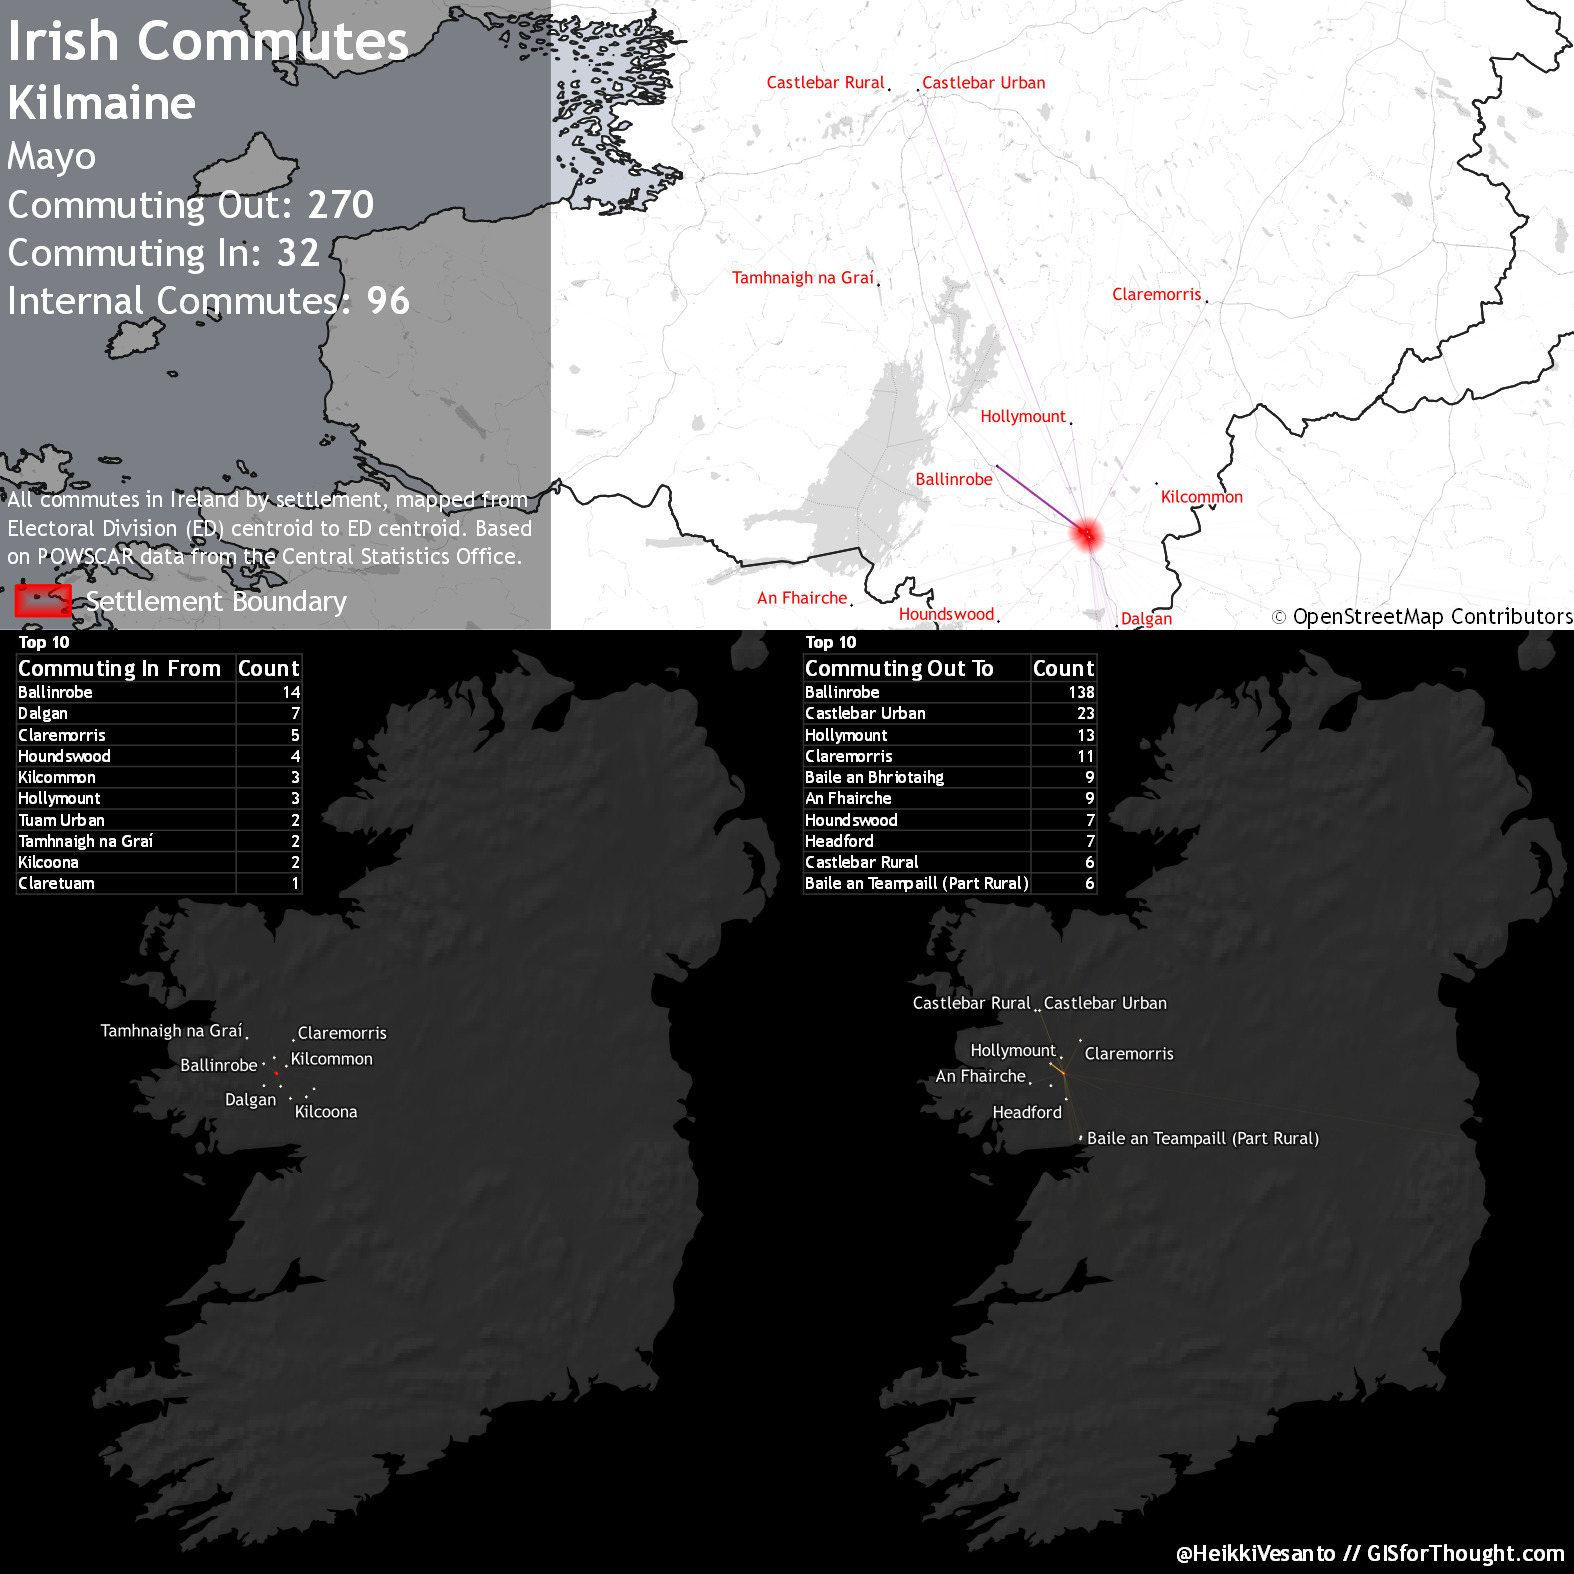 Irish Commutes
Kilmaine
Mayo
Commuting Out: 270
Commuting In: 32
Internal Commutes: 96
All commutes in Ireland by settlement, mapped from
Electoral Division (ED) centroid to ED centroid. Based
on POWSCAR data from the Central Statistics Office.
Settlement Boundary
Castlebar Rural
Castlebar Urban
Tamhnaigh na Graí
Claremorris
Hollymount
Ballinrobe
Kilcommon
An Fhairche
Houndswood
Dalgan
© OpenStreetMap Contributors
Top 10
Commuting In From Count
Ballinrobe 14
Dalgan 7
Claremorris 5
Houndswood 4
Kilcommon 3
Hollymount 3
Tuam Urban 2
Tamhnaigh na Graí 2
Kilcoona 2
Claretuam 1
Tamhnaigh na Graí
Claremorris
Ballinrobe
Kilcommon
Dalgan
Kilcoona
Top 10
Commuting Out To Count
Ballinrobe 138
Castlebar Urban 23
Hollymount 13
Claremorris 11
Baile an Bhriotaihg 9
An Fhairche 9
Houndswood 7
Headford 7
Castlebar Rural 6
Baile an Teampaill (Part Rural) 6
Castlebar Rural
Castlebar Urban
Hollymount
Claremorris
An Fhairche
Headford
Baile an Teampaill (Part Rural)
@HeikkiVesanto // GISforThought.com